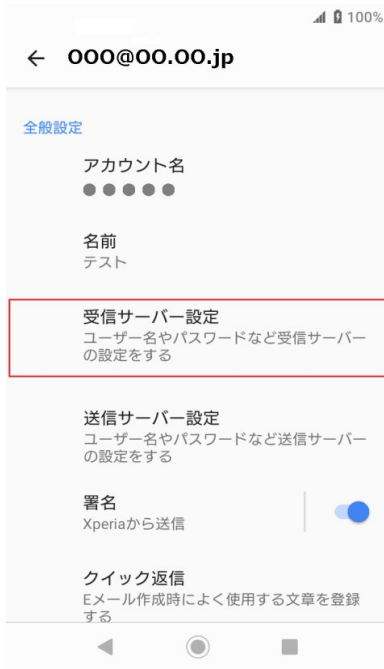 100%
000@00.00.jp
全般設定
アカウント名
●●●●●
名前
テスト
受信サーバー設定
ユーザー名やパスワードなど受信サーバー
の設定をする
送信サーバー設定
ユーザー名やパスワードなど送信サーバー
の設定をする
署名
Xperiaから送信
クイック返信
Eメール作成時によく使用する文章を登録
する